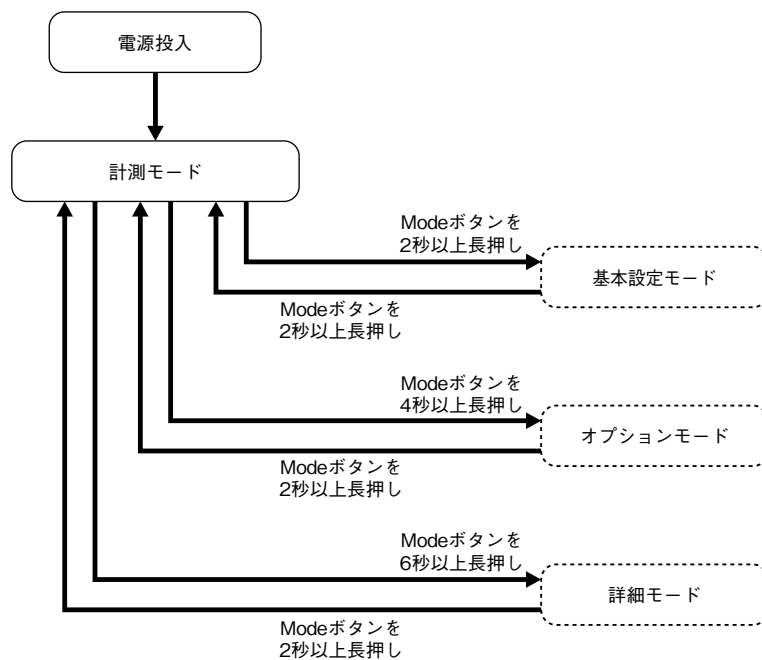 電源投入
計測モード
Modeボタンを
2秒以上長押し
基本設定モード
Modeボタンを
2秒以上長押し
Modeボタンを
4秒以上長押し
オプションモード
Modeボタンを
2秒以上長押し
Modeボタンを
6秒以上長押し
詳細モード
Modeボタンを
2秒以上長押し